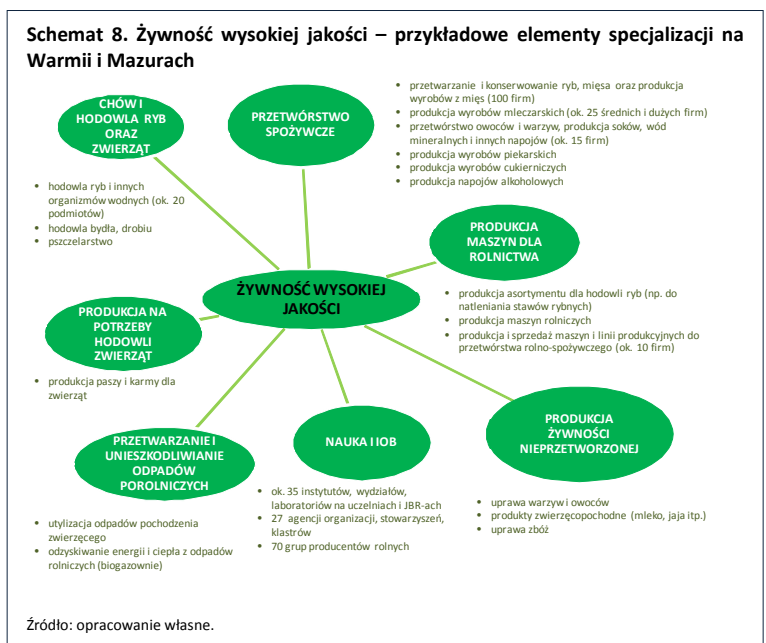 Schemat 8. Żywność wysokiej jakości – przykładowe elementy specjalizacji na
Warmii i Mazurach
CHÓW I
HODOWLA RYB
ORAZ
ZWIERZĄT
• hodowla ryb i innych
organizmów wodnych (ok. 20
podmiotów)
• hodowla bydła, drobiu
• pszczelarstwo
PRZETWÓRSTWO
SPOŻYWCZE
• przetwarzanie i konserwowanie ryb, mięsa oraz produkcja
wyrobów z mięs (100 firm)
• produkcja wyrobów mleczarskich (ok. 25 średnich i dużych firm)
• przetwórstwo owoców i warzyw, produkcja soków, wód
mineralnych i innych napojów (ok. 15 firm)
• produkcja wyrobów piekarskich
• produkcja wyrobów cukierniczych
• produkcja napojów alkoholowych
PRODUKCJA
MASZYN DLA
ROLNICTWA
• produkcja asortymentu dla hodowli ryb (np. do
natleniania stawów rybnych)
• produkcja maszyn rolniczych
• produkcja i sprzedaż maszyn i linii produkcyjnych do
przetwórstwa rolno-spożywczego (ok. 10 firm)
ŻYWNOŚĆ WYSOKIEJ
JAKOŚCI
PRODUKCJA NA
POTRZEBY
HODOWLI
ZWIERZĄT
• produkcja paszy i karmy dla
zwierząt
PRZETWARZANIE I
UNIESZKODLIWIANIE
ODPADÓW
POROLNICZYCH
• utylizacja odpadów pochodzenia
zwierzęcego
• odzyskiwanie energii i ciepła z odpadów
rolniczych (biogazownie)
NAUKA I IOB
• ok. 35 instytutów, wydziałów,
laboratoriów na uczelniach i JBR-ach
• 27 agencji organizacji, stowarzyszeń,
klastrów
• 70 grup producentów rolnych
PRODUKCJA
ŻYWNOŚCI
NIEPRZETWORZONEJ
• uprawa warzyw i owoców
• produkty zwierzęcopochodne (mleko, jaja itp.)
• uprawa zbóż
Źródło: opracowanie własne.